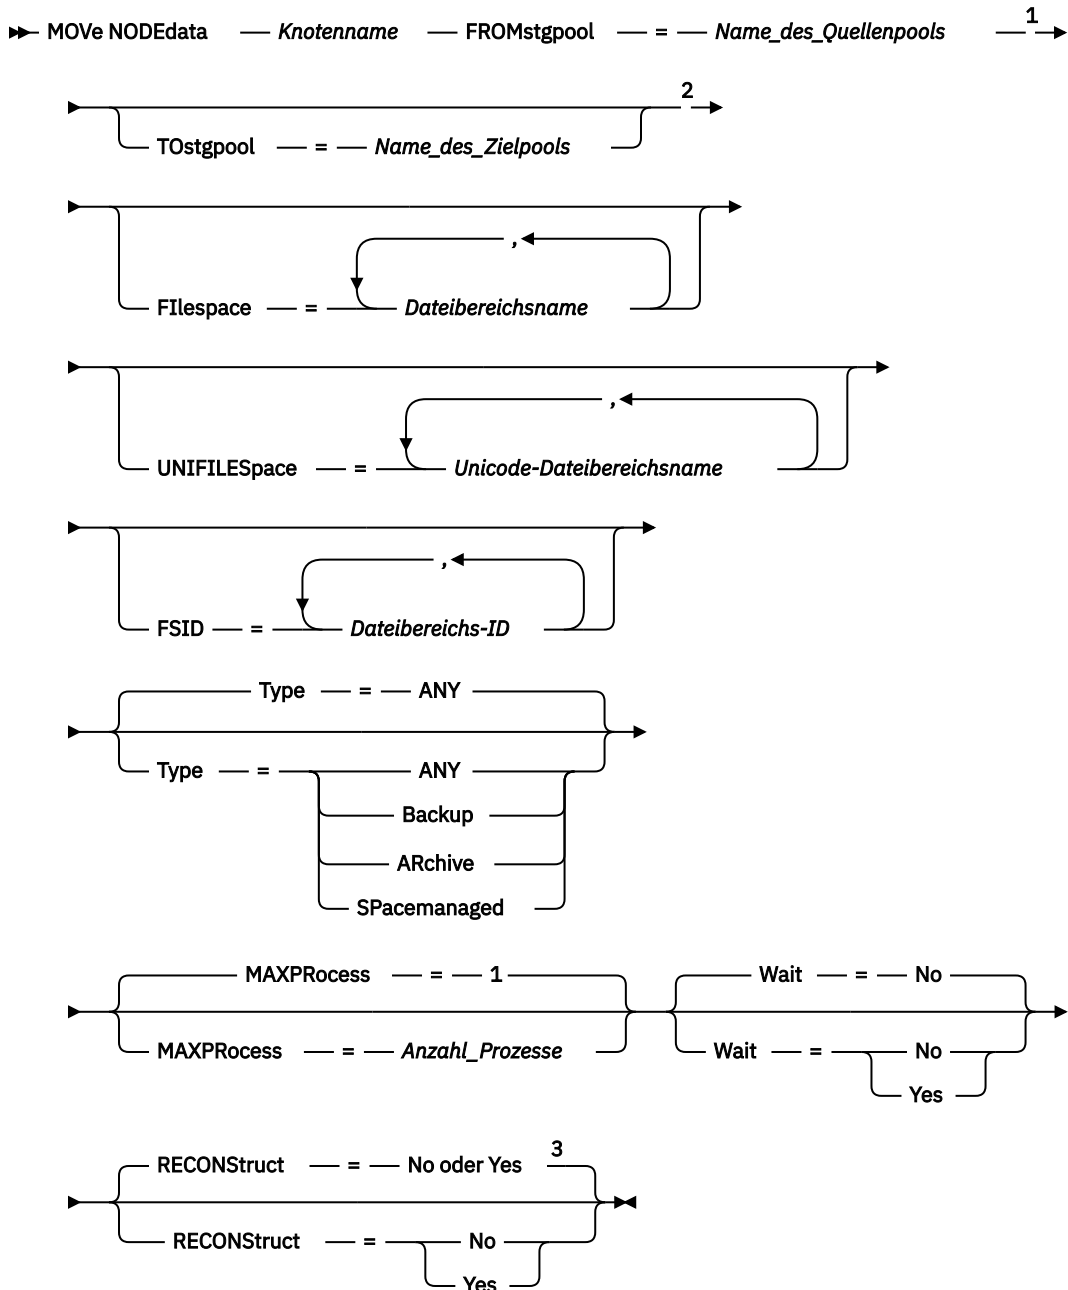 MOVe NODEdata Knotenname FROMstgpool = Name_des_Quellenpools 1
2
TOstgpool = Name_des_Zielpools
,
FIlespace = Dateibereichsname
,
UNIFILESpace = Unicode-Dateibereichsname
,
FSID = Dateibereichs-ID
Type = ANY
Type = ANY
Backup
ARchive
SPacemanaged
MAXPRocess = 1 Wait = No
MAXPRocess = Anzahl_Prozesse Wait = No
Yes
RECONStruct = No oder Yes 3
RECONStruct = No
Yes